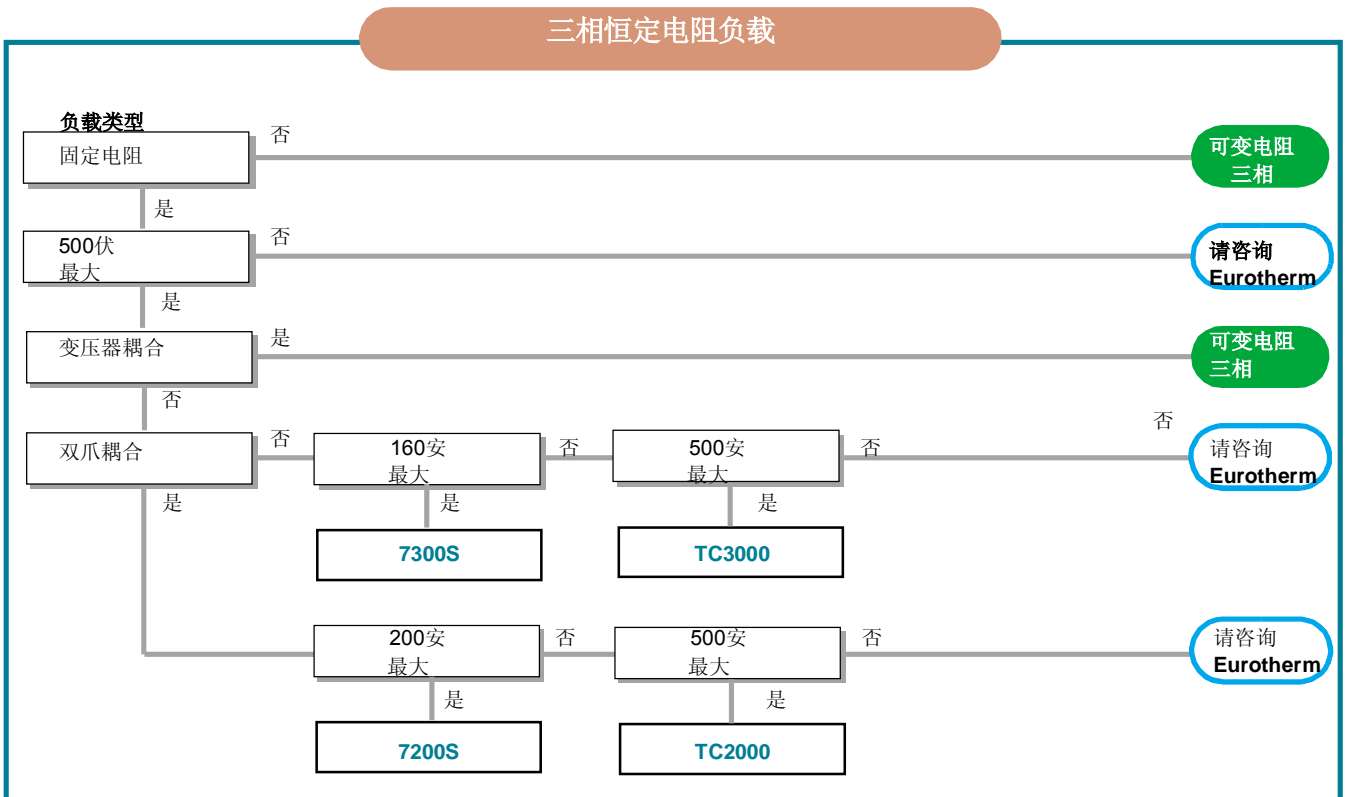 三相恒定电阻负载
负载类型
固定电阻
否
可变电阻
三相
是
500伏
最大
否
请咨询
Eurotherm
是
变压器耦合
是
可变电阻
三相
否
双爪耦合
否
160安
最大
否
500安
最大
否
否
请咨询
Eurotherm
是
是
是
7300S
TC3000
200安
最大
否
500安
最大
否
请咨询
Eurotherm
是
是
7200S
TC2000